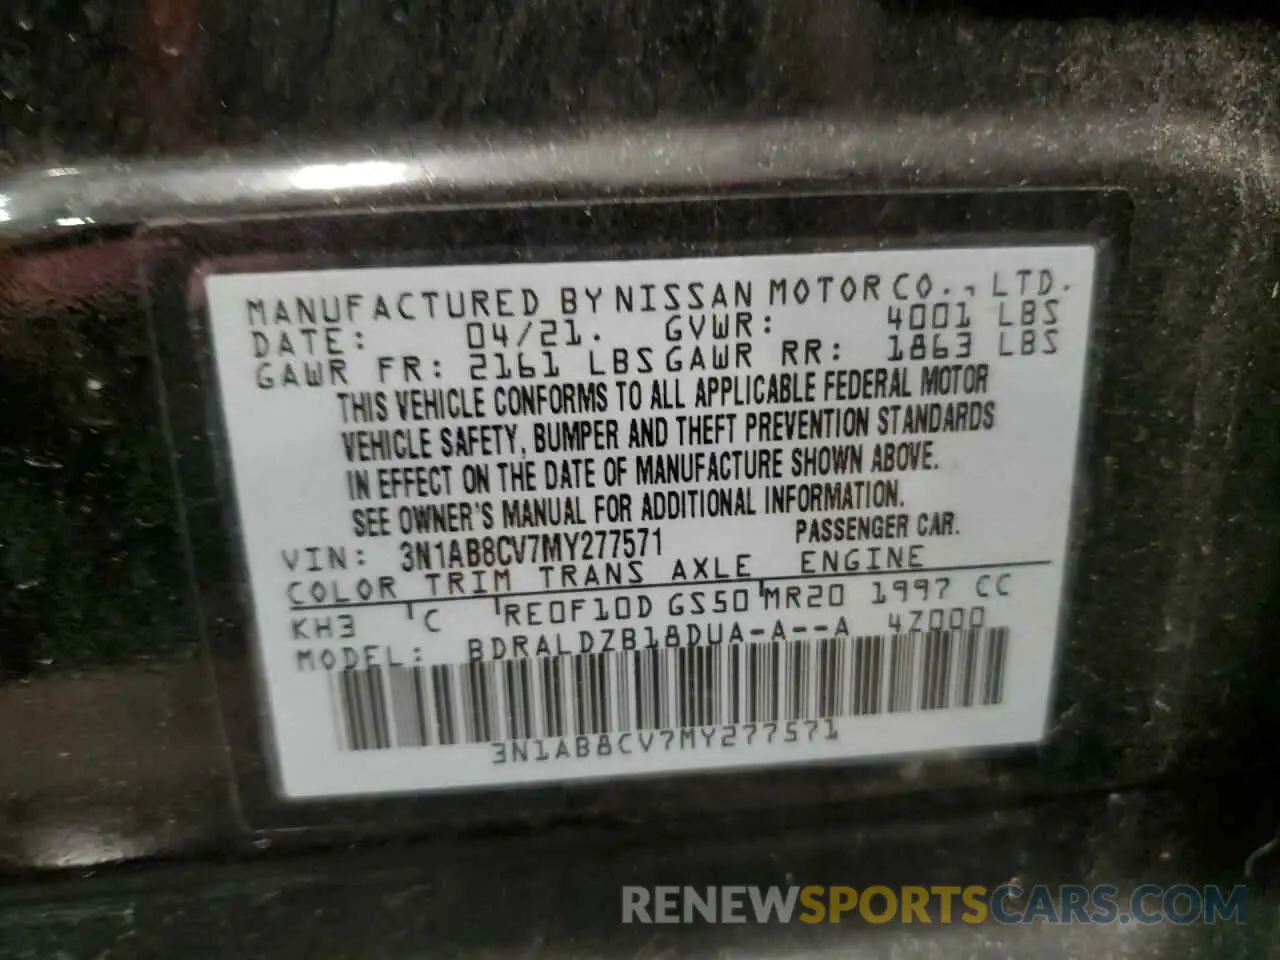 MANUFACTURED BY NISSAN MOTOR CO., LTD.
DATE: 04/21. GVWR: 4001 LBS
GAWR FR: 2161 LBS GAWR RR: 1863 LBS
THIS VEHICLE CONFORMS TO ALL APPLICABLE FEDERAL MOTOR
VEHICLE SAFETY, BUMPER AND THEFT PREVENTION STANDARDS
IN EFFECT ON THE DATE OF MANUFACTURE SHOWN ABOVE.
SEE OWNER'S MANUAL FOR ADDITIONAL INFORMATION.
VIN: 3N1AB8CV7MY277571 PASSENGER CAR.
COLOR TRIM TRANS AXLE ENGINE
KH3 C RE0F10D GS50 MR20 1997 CC
MODEL: BDRALDZB18DUA-A--A 4Z000
3N1AB8CV7MY277571
RENEWSPORTSCARS.COM